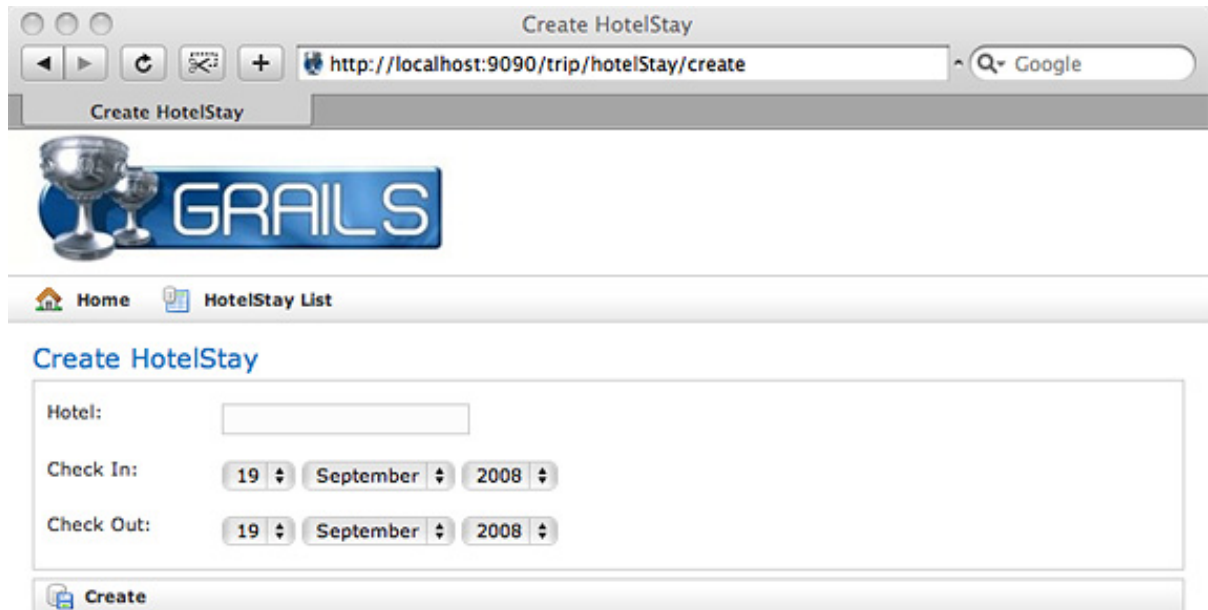 Create HotelStay
http://localhost:9090/trip/hotelStay/create
Google
Create HotelStay
GRAILS
Home HotelStay List
Create HotelStay
Hotel:
Check In: 19 September 2008
Check Out: 19 September 2008
Create